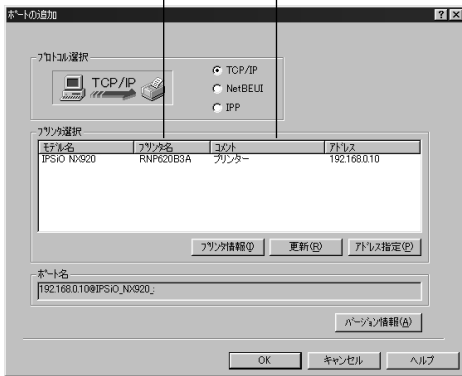 ポートの追加
プロトコル選択
TCP/IP
TCP/IP
NetBEUI
IPP
プリンタ選択
モデル名 プリンタ名 コメント アドレス
IPSiO NX920 RNP620B3A プリンター 192.168.0.10
プリンタ情報(I) 更新(R) アドレス指定(P)
ポート名
192.168.0.10@IPSiO_NX920_:
バージョン情報(A)
OK キャンセル ヘルプ